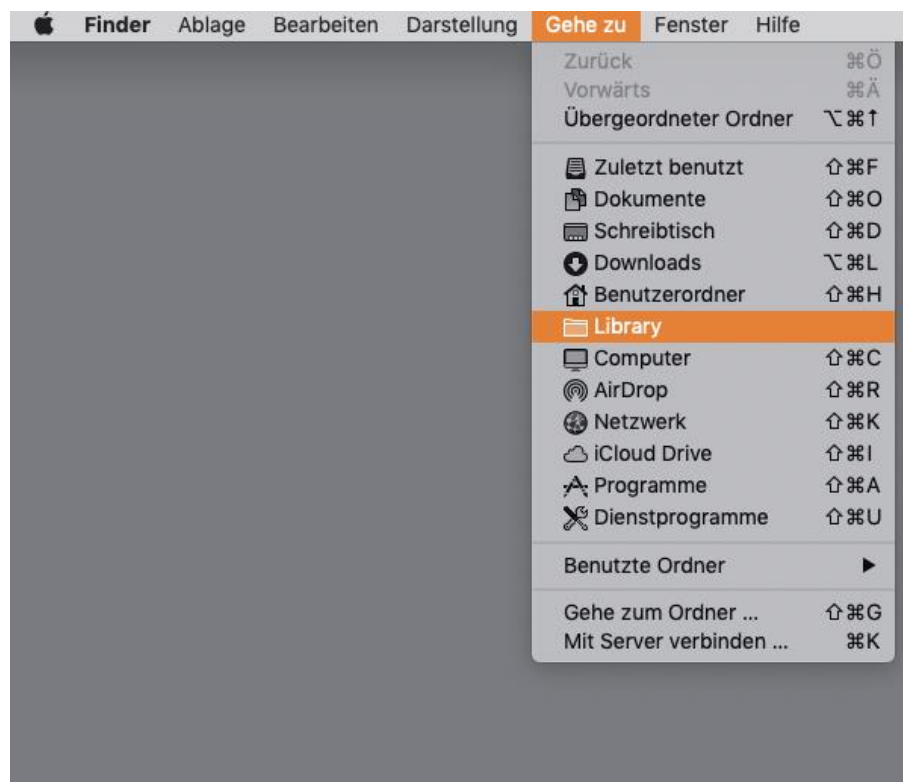 Finder Ablage Bearbeiten Darstellung Gehe zu Fenster Hilfe
Zurück ⌘Ö
Vorwärts ⌘Ä
Übergeordneter Ordner ⌥⌘↑
Zuletzt benutzt ⇧⌘F
Dokumente ⇧⌘O
Schreibtisch ⇧⌘D
Downloads ⌥⌘L
Benutzerordner ⇧⌘H
Library
Computer ⇧⌘C
AirDrop ⇧⌘R
Netzwerk ⇧⌘K
iCloud Drive ⇧⌘I
Programme ⇧⌘A
Dienstprogramme ⇧⌘U
Benutzte Ordner ▶
Gehe zum Ordner ... ⇧⌘G
Mit Server verbinden ... ⌘K